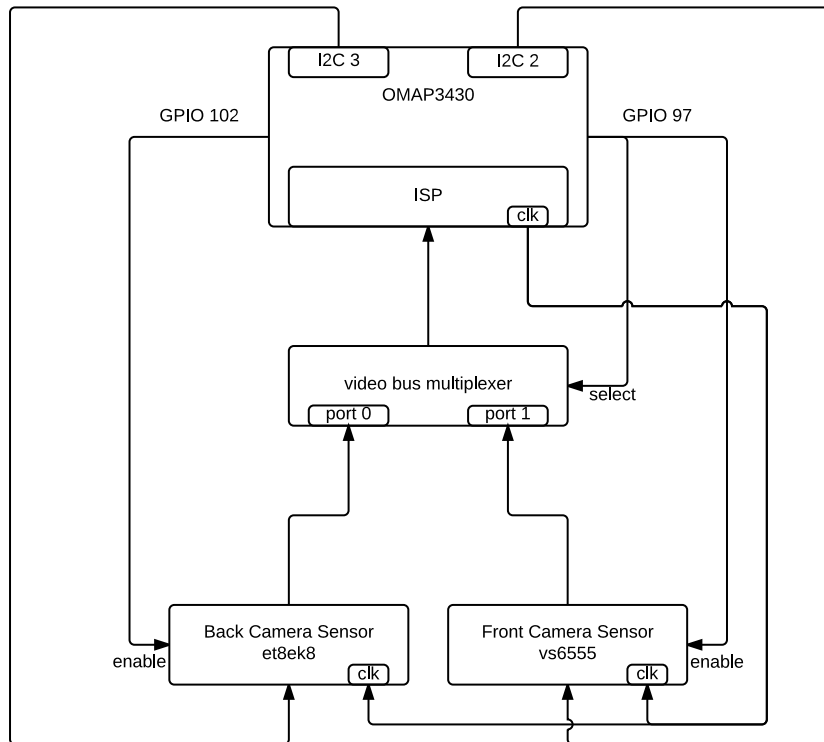 I2C 3
I2C 2
OMAP3430
GPIO 102
GPIO 97
ISP
clk
video bus multiplexer
select
port 0
port 1
Back Camera Sensor
et8ek8
enable
clk
Front Camera Sensor
vs6555
enable
clk